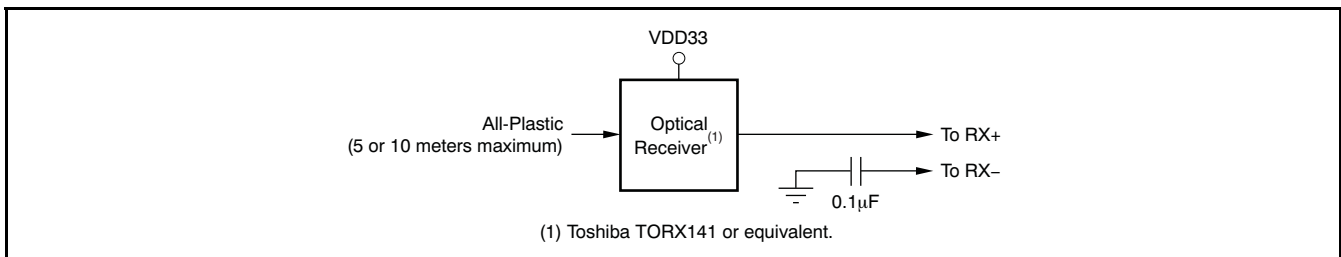 VDD33
All-Plastic
(5 or 10 meters maximum)
Optical
Receiver(1)
To RX+
To RX−
0.1µF
(1) Toshiba TORX141 or equivalent.